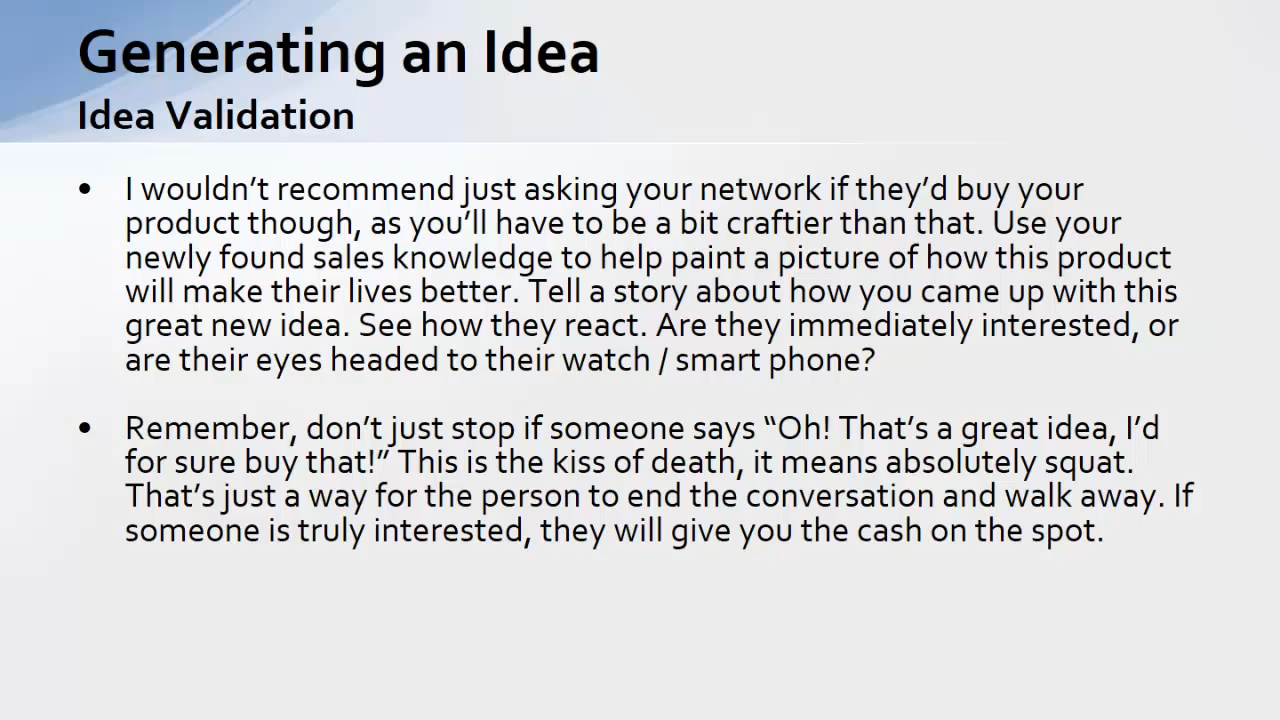 Generating an Idea
Idea Validation
• I wouldn’t recommend just asking your network if they’d buy your
product though, as you’ll have to be a bit craftier than that. Use your
newly found sales knowledge to help paint a picture of how this product
will make their lives better. Tell a story about how you came up with this
great new idea. See how they react. Are they immediately interested, or
are their eyes headed to their watch / smart phone?
• Remember, don’t just stop if someone says “Oh! That’s a great idea, I’d
for sure buy that!” This is the kiss of death, it means absolutely squat.
That’s just a way for the person to end the conversation and walk away. If
someone is truly interested, they will give you the cash on the spot.